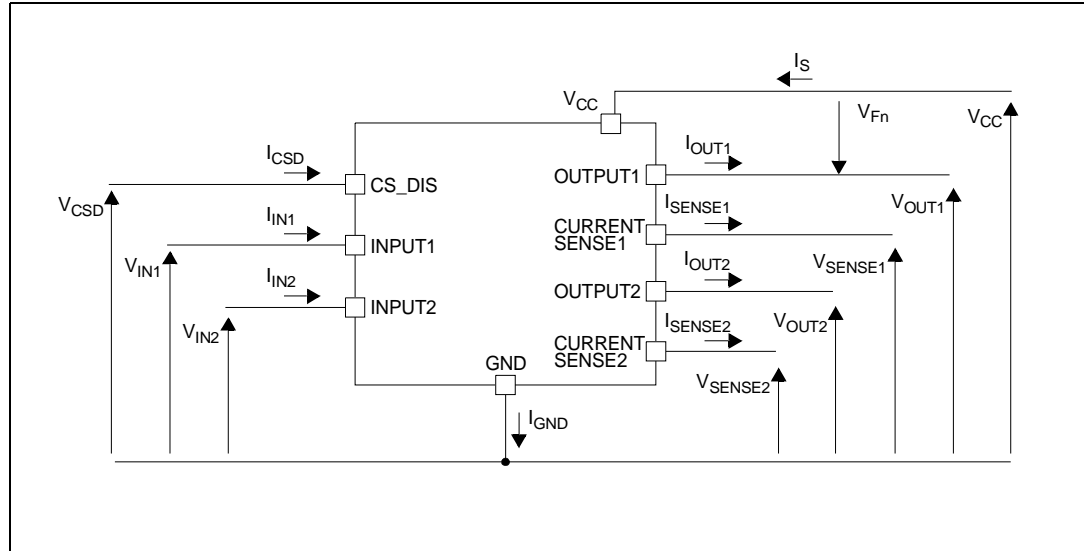 I_S
V_CC
V_Fn
V_CC
I_CSD
CS_DIS
V_CSD
I_IN1
INPUT1
V_IN1
I_IN2
INPUT2
V_IN2
I_OUT1
OUTPUT1
V_OUT1
I_SENSE1
CURRENT
SENSE1
V_SENSE1
I_OUT2
OUTPUT2
V_OUT2
I_SENSE2
CURRENT
SENSE2
V_SENSE2
GND
I_GND